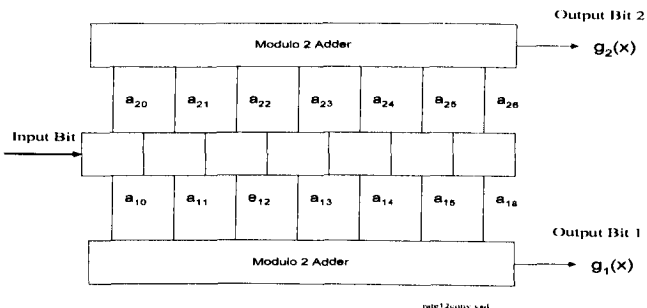 Output Bit 2
Modulo 2 Adder
g₂(x)
a₂₀ a₂₁ a₂₂ a₂₃ a₂₄ a₂₅ a₂₆
Input Bit
a₁₀ a₁₁ e₁₂ a₁₃ a₁₄ a₁₅ a₁₆
Output Bit 1
Modulo 2 Adder
g₁(x)